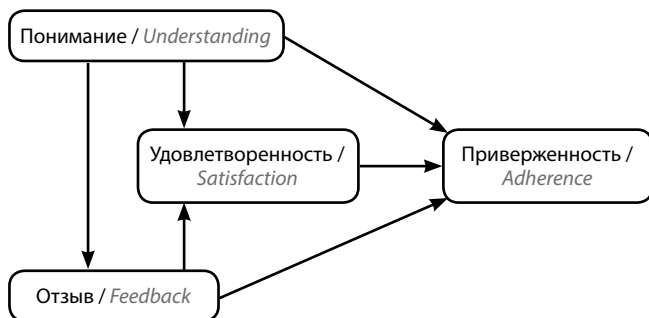 Понимание / Understanding
Удовлетворенность /
Satisfaction
Приверженность /
Adherence
Отзыв / Feedback